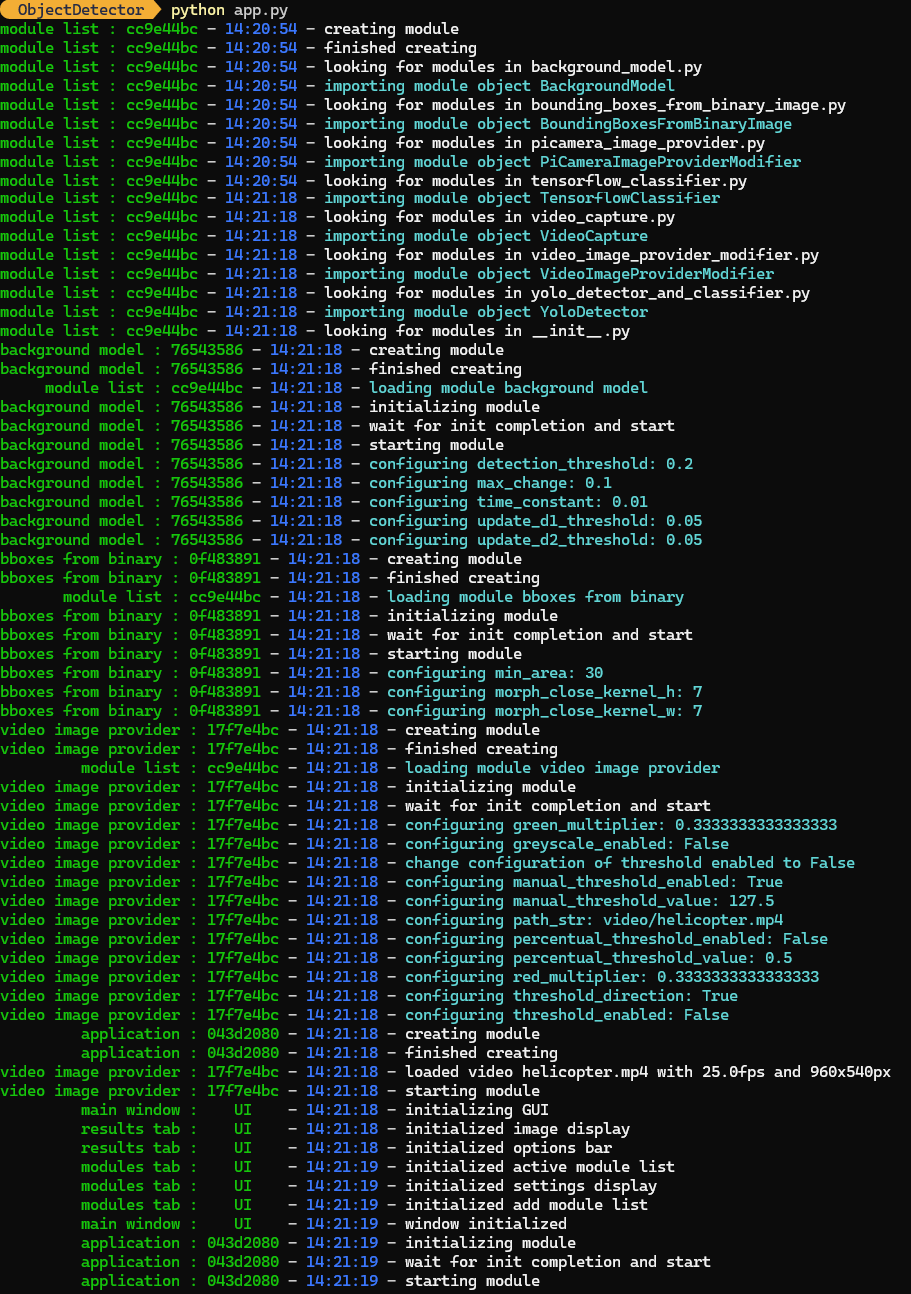 ObjectDetector python app.py
module list : cc9e44bc - 14:20:54 - creating module
module list : cc9e44bc - 14:20:54 - finished creating
module list : cc9e44bc - 14:20:54 - looking for modules in background_model.py
module list : cc9e44bc - 14:20:54 - importing module object BackgroundModel
module list : cc9e44bc - 14:20:54 - looking for modules in bounding_boxes_from_binary_image.py
module list : cc9e44bc - 14:20:54 - importing module object BoundingBoxesFromBinaryImage
module list : cc9e44bc - 14:20:54 - looking for modules in picamera_image_provider.py
module list : cc9e44bc - 14:20:54 - importing module object PiCameraImageProviderModifier
module list : cc9e44bc - 14:20:54 - looking for modules in tensorflow_classifier.py
module list : cc9e44bc - 14:21:18 - importing module object TensorflowClassifier
module list : cc9e44bc - 14:21:18 - looking for modules in video_capture.py
module list : cc9e44bc - 14:21:18 - importing module object VideoCapture
module list : cc9e44bc - 14:21:18 - looking for modules in video_image_provider_modifier.py
module list : cc9e44bc - 14:21:18 - importing module object VideoImageProviderModifier
module list : cc9e44bc - 14:21:18 - looking for modules in yolo_detector_and_classifier.py
module list : cc9e44bc - 14:21:18 - importing module object YoloDetector
module list : cc9e44bc - 14:21:18 - looking for modules in __init__.py
background model : 76543586 - 14:21:18 - creating module
background model : 76543586 - 14:21:18 - finished creating
module list : cc9e44bc - 14:21:18 - loading module background model
background model : 76543586 - 14:21:18 - initializing module
background model : 76543586 - 14:21:18 - wait for init completion and start
background model : 76543586 - 14:21:18 - starting module
background model : 76543586 - 14:21:18 - configuring detection_threshold: 0.2
background model : 76543586 - 14:21:18 - configuring max_change: 0.1
background model : 76543586 - 14:21:18 - configuring time_constant: 0.01
background model : 76543586 - 14:21:18 - configuring update_d1_threshold: 0.05
background model : 76543586 - 14:21:18 - configuring update_d2_threshold: 0.05
bboxes from binary : 0f483891 - 14:21:18 - creating module
bboxes from binary : 0f483891 - 14:21:18 - finished creating
module list : cc9e44bc - 14:21:18 - loading module bboxes from binary
bboxes from binary : 0f483891 - 14:21:18 - initializing module
bboxes from binary : 0f483891 - 14:21:18 - wait for init completion and start
bboxes from binary : 0f483891 - 14:21:18 - starting module
bboxes from binary : 0f483891 - 14:21:18 - configuring min_area: 30
bboxes from binary : 0f483891 - 14:21:18 - configuring morph_close_kernel_h: 7
bboxes from binary : 0f483891 - 14:21:18 - configuring morph_close_kernel_w: 7
video image provider : 17f7e4bc - 14:21:18 - creating module
video image provider : 17f7e4bc - 14:21:18 - finished creating
module list : cc9e44bc - 14:21:18 - loading module video image provider
video image provider : 17f7e4bc - 14:21:18 - initializing module
video image provider : 17f7e4bc - 14:21:18 - wait for init completion and start
video image provider : 17f7e4bc - 14:21:18 - configuring green_multiplier: 0.3333333333333333
video image provider : 17f7e4bc - 14:21:18 - configuring greyscale_enabled: False
video image provider : 17f7e4bc - 14:21:18 - change configuration of threshold enabled to False
video image provider : 17f7e4bc - 14:21:18 - configuring manual_threshold_enabled: True
video image provider : 17f7e4bc - 14:21:18 - configuring manual_threshold_value: 127.5
video image provider : 17f7e4bc - 14:21:18 - configuring path_str: video/helicopter.mp4
video image provider : 17f7e4bc - 14:21:18 - configuring percentual_threshold_enabled: False
video image provider : 17f7e4bc - 14:21:18 - configuring percentual_threshold_value: 0.5
video image provider : 17f7e4bc - 14:21:18 - configuring red_multiplier: 0.3333333333333333
video image provider : 17f7e4bc - 14:21:18 - configuring threshold_direction: True
video image provider : 17f7e4bc - 14:21:18 - configuring threshold_enabled: False
application : 043d2080 - 14:21:18 - creating module
application : 043d2080 - 14:21:18 - finished creating
video image provider : 17f7e4bc - 14:21:18 - loaded video helicopter.mp4 with 25.0fps and 960x540px
video image provider : 17f7e4bc - 14:21:18 - starting module
main window : UI - 14:21:18 - initializing GUI
results tab : UI - 14:21:18 - initialized image display
results tab : UI - 14:21:18 - initialized options bar
modules tab : UI - 14:21:19 - initialized active module list
modules tab : UI - 14:21:19 - initialized settings display
modules tab : UI - 14:21:19 - initialized add module list
main window : UI - 14:21:19 - window initialized
application : 043d2080 - 14:21:19 - initializing module
application : 043d2080 - 14:21:19 - wait for init completion and start
application : 043d2080 - 14:21:19 - starting module